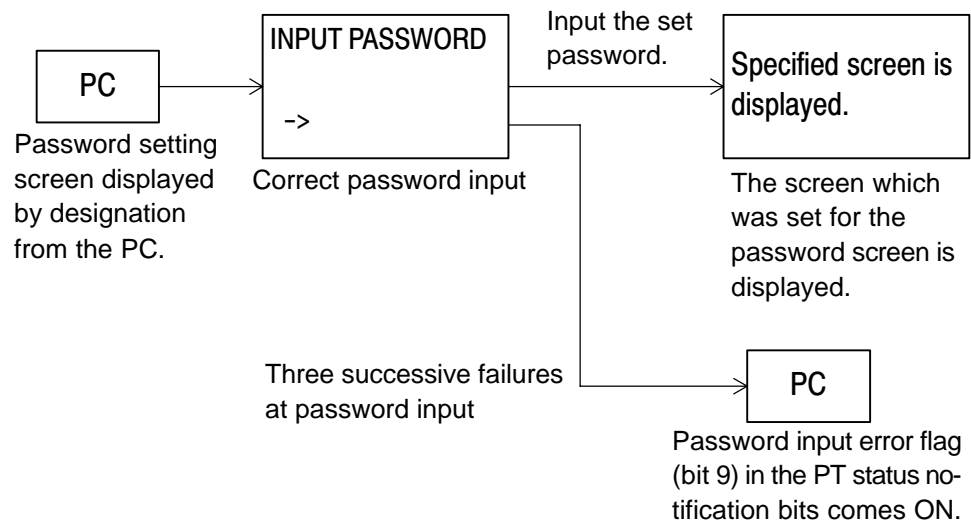 PC
Password setting
screen displayed
by designation
from the PC.
INPUT PASSWORD
–>
Correct password input
Input the set
password.
Specified screen is
displayed.
The screen which
was set for the
password screen is
displayed.
Three successive failures
at password input
PC
Password input error flag
(bit 9) in the PT status no-
tification bits comes ON.